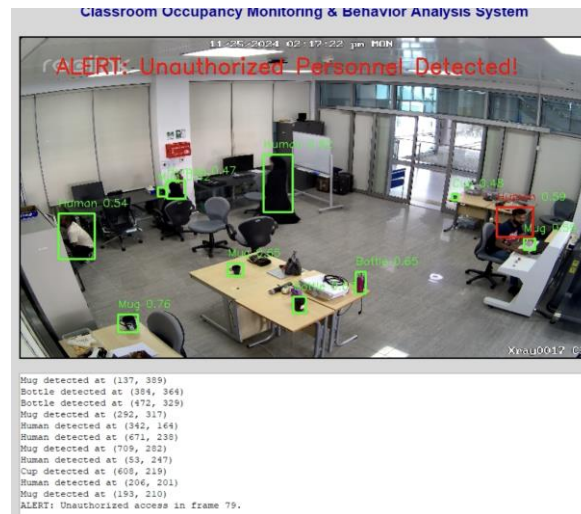 Classroom Occupancy Monitoring & Behavior Analysis System
11-25-2024 02:17:22 pm MON
ALERT: Unauthorized Personnel Detected!
Human
0.47
Human 0.54
0.48
0.59
Mug
Mug
Bottle 0.65
Mug 0.76
Mug detected at (137, 389)
Bottle detected at (384, 364)
Bottle detected at (472, 329)
Mug detected at (292, 317)
Human detected at (342, 164)
Human detected at (671, 238)
Mug detected at (709, 282)
Human detected at (53, 247)
Cup detected at (608, 219)
Human detected at (206, 201)
Mug detected at (193, 210)
ALERT: Unauthorized access in frame 79.